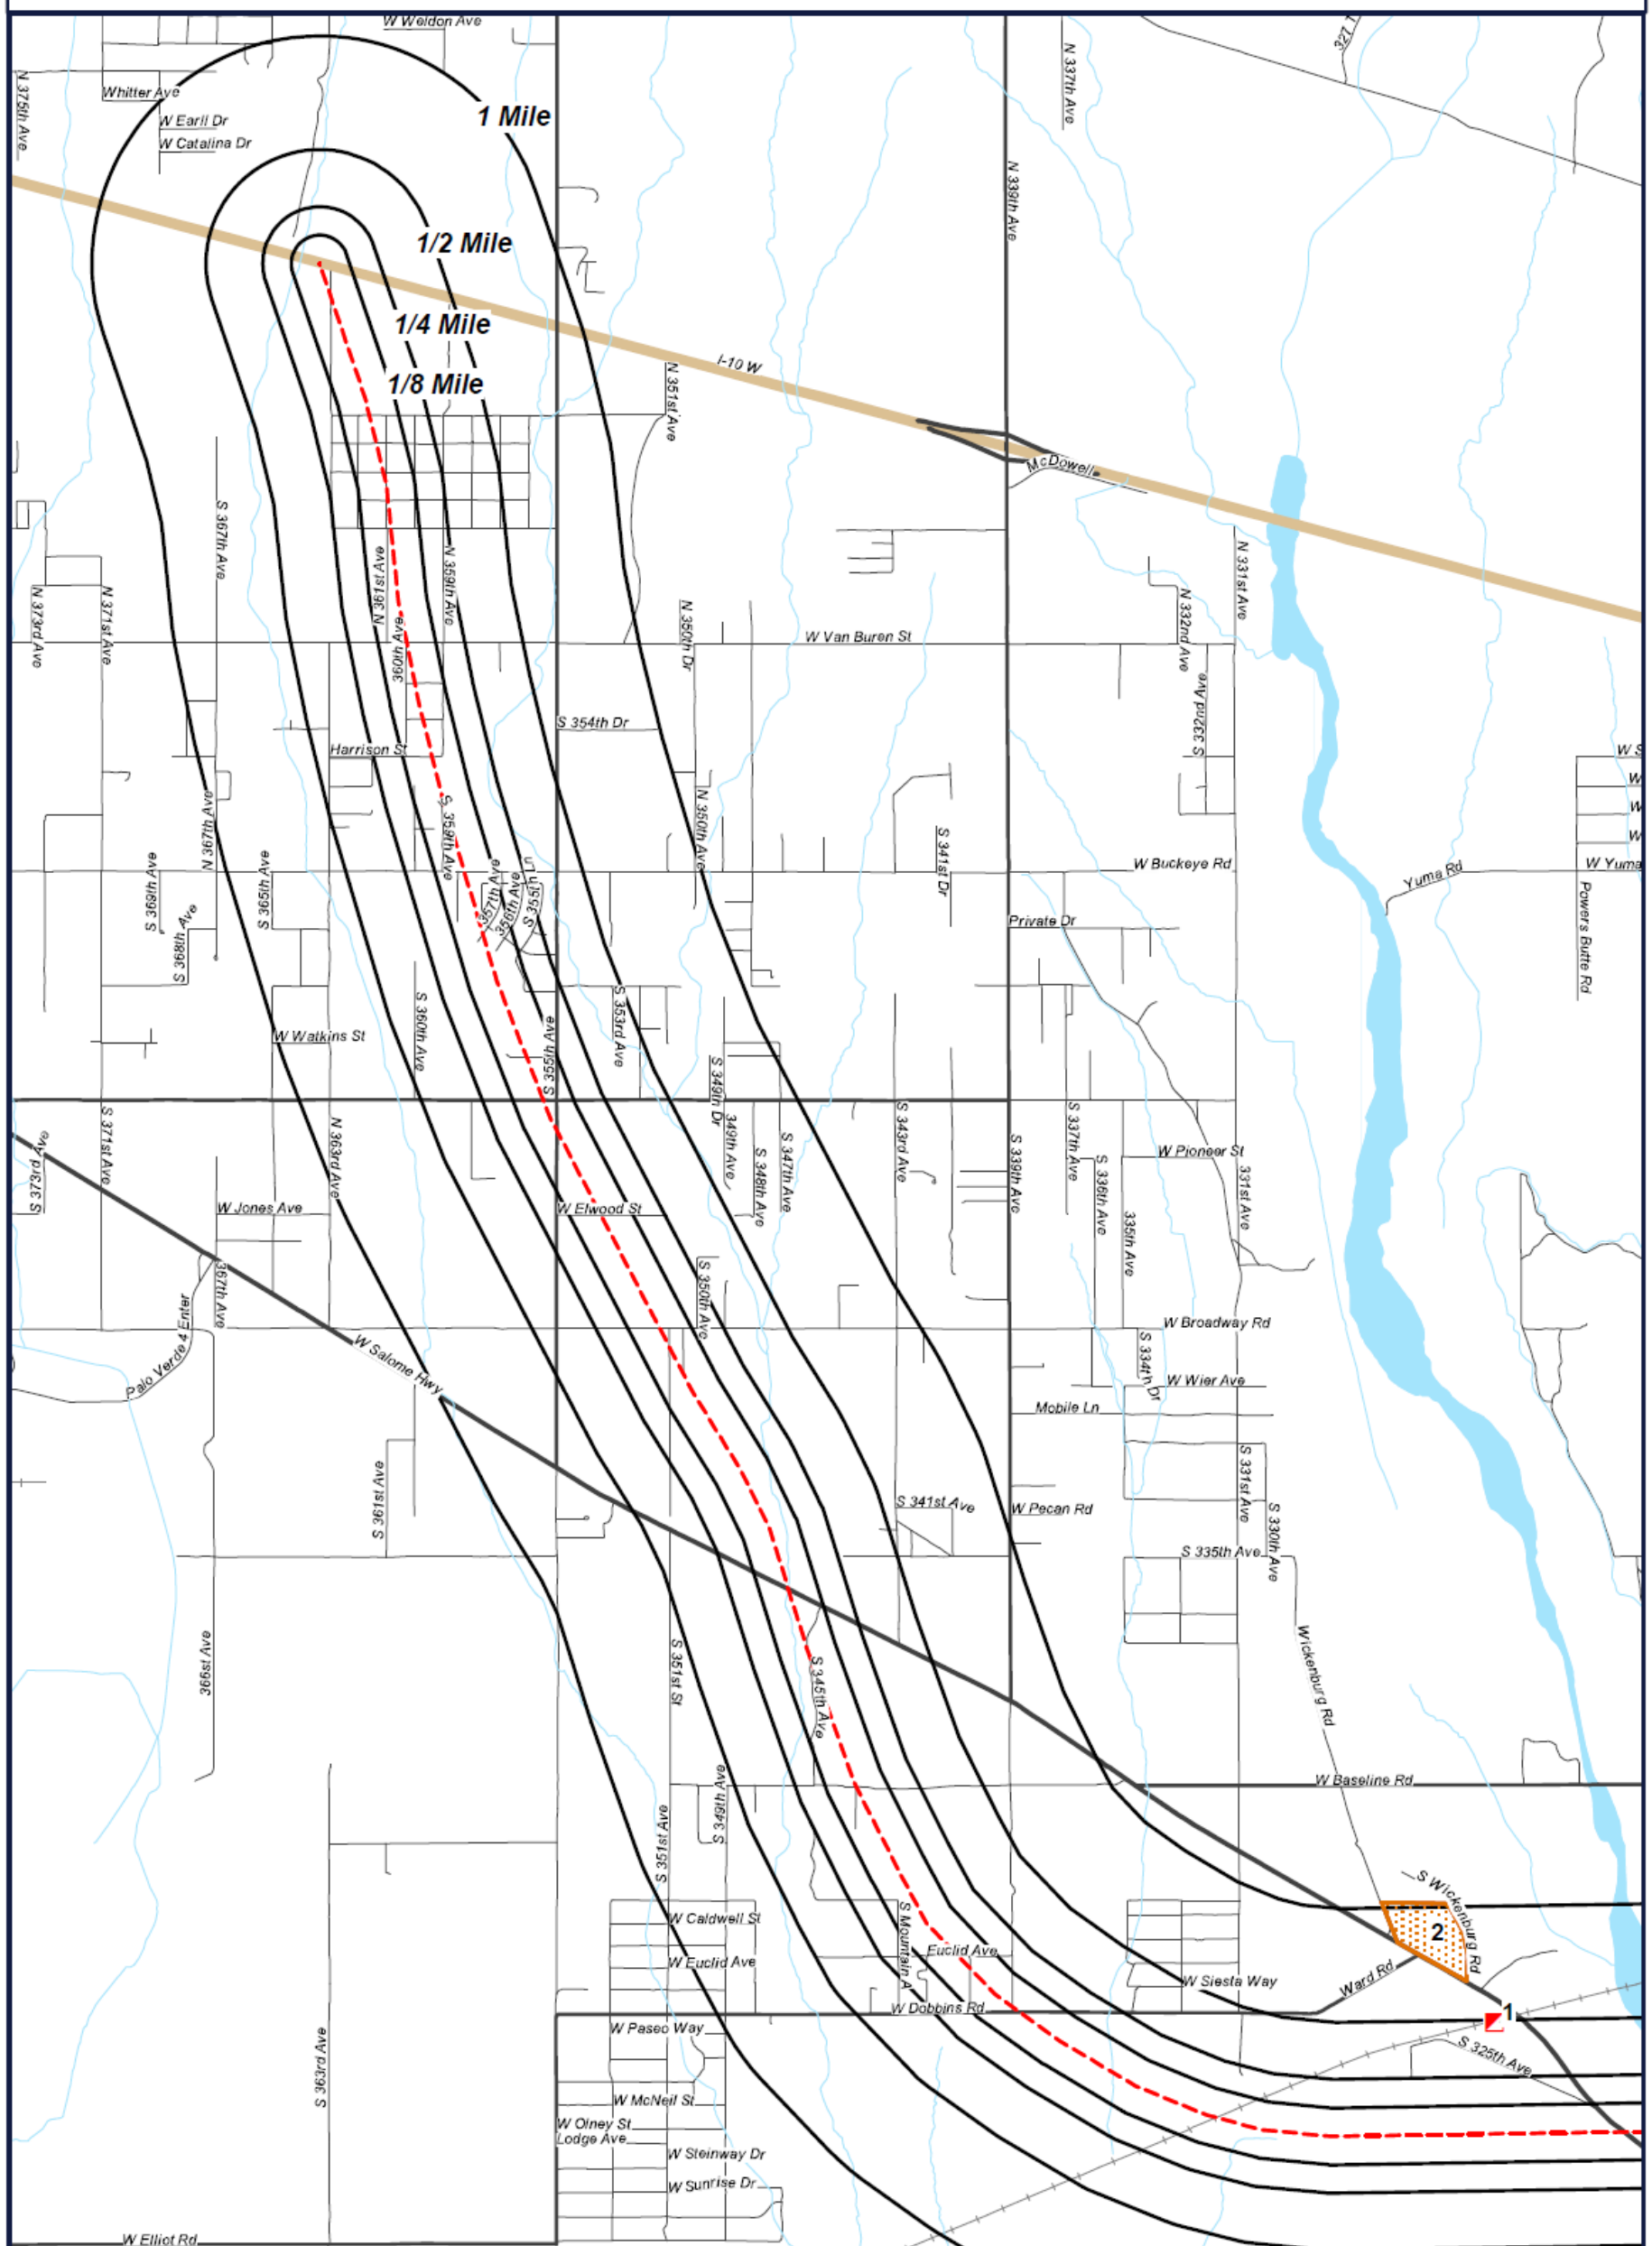 W Weldon Ave
327 T
N 337th Ave
N 375th Ave
Whitter Ave
1 Mile
W Earll Dr
W Catalina Dr
N 339th Ave
1/2 Mile
1/4 Mile
I-10 W
1/8 Mile
N 351st Ave
McDowell
S 367th Ave
N 361st Ave
N 359th Ave
N 331st Ave
N 373rd Ave
N 371st Ave
360th Ave
N 350th Dr
W Van Buren St
N 332nd Ave
S 332nd Ave
S 354th Dr
Harrison St
W S
W
W
W
N 367th Ave
S 359th Ave
N 350th Ave
S 341st Dr
W Buckeye Rd
Yuma Rd
W Yuma
S 369th Ave
S 365th Ave
357th Ave
356th Ave
S 355th Ln
Powers Butte Rd
S 368th Ave
Private Dr
S 360th Ave
S 353rd Ave
W Watkins St
S 355th Ave
S 349th Dr
S 371st Ave
N 363rd Ave
349th Ave
S 348th Ave
S 347th Ave
S 343rd Ave
S 339th Ave
S 337th Ave
S 336th Ave
W Pioneer St
331st Ave
S 373rd Ave
W Jones Ave
W Elwood St
335th Ave
367th Ave
S 350th Ave
Palo Verde 4 Enter
W Salome Hwy
W Broadway Rd
S 334th Dr
W Wier Ave
Mobile Ln
S 361st Ave
S 341st Ave
W Pecan Rd
S 331st Ave
S 330th Ave
S 335th Ave
366st Ave
S 351st St
S 345th Ave
Wickenburg Rd
W Baseline Rd
S 349th Ave
S 351st Ave
S Wickenburg Rd
W Caldwell St
S Mountain A
2
Euclid Ave
W Euclid Ave
W Siesta Way
Ward Rd
W Dobbins Rd
1
W Paseo Way
S 325th Ave
S 363rd Ave
W McNeil St
W Olney St
Lodge Ave
W Steinway Dr
W Sunrise Dr
W Elliot Rd